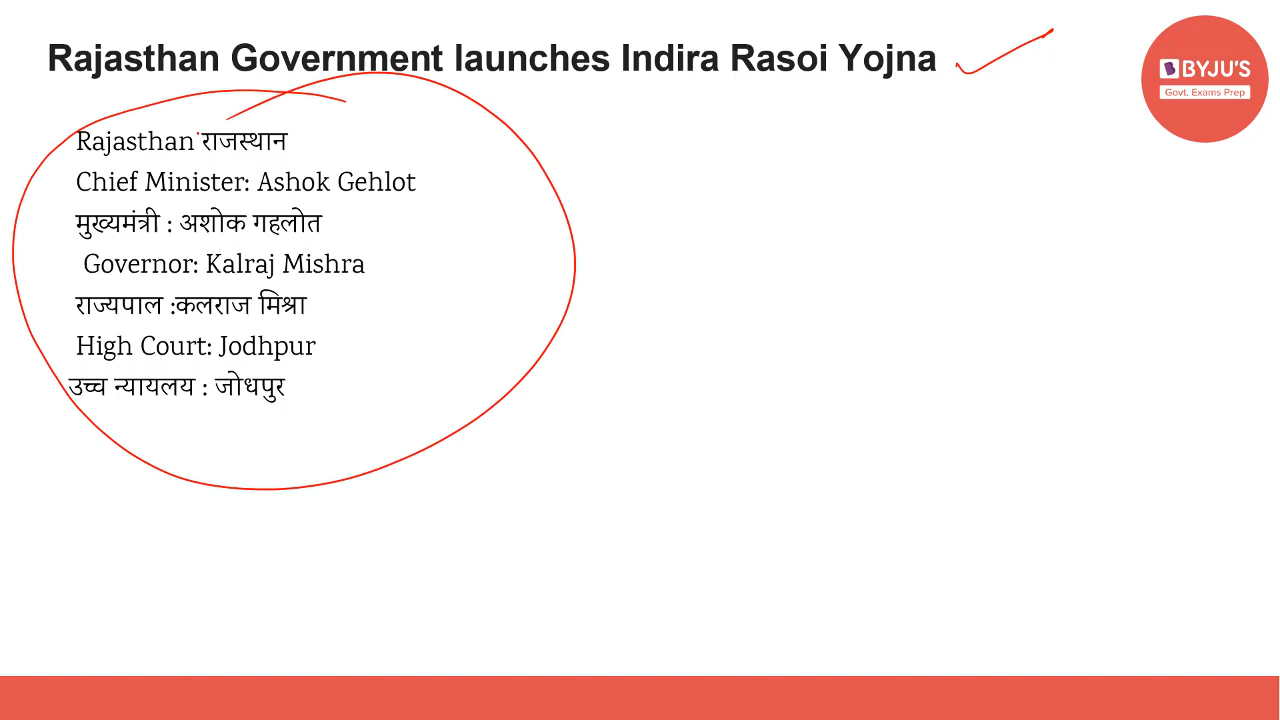 Rajasthan Government launches Indira Rasoi Yojna
BYJU'S
Govt. Exams Prep
Rajasthan राजस्थान
Chief Minister: Ashok Gehlot
मुख्यमंत्री : अशोक गहलोत
Governor: Kalraj Mishra
राज्यपाल :कलराज मिश्रा
High Court: Jodhpur
उच्च न्यायलय : जोधपुर